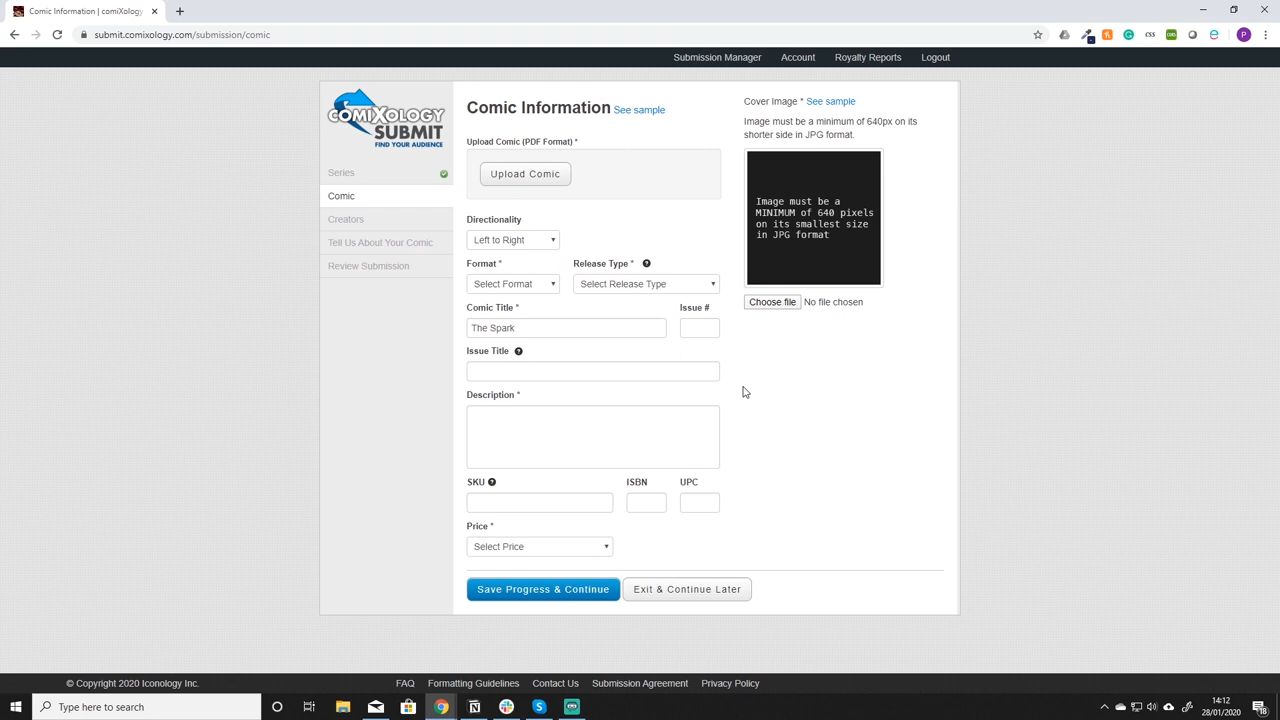 Comic Information | comiXology
submit.comixology.com/submission/comic
CSS
CMS
P
Submission Manager
Account
Royalty Reports
Logout
COMIXOLOGY
SUBMIT
FIND YOUR AUDIENCE
Series
Comic
Creators
Tell Us About Your Comic
Review Submission
Comic Information See sample
Upload Comic (PDF Format) *
Upload Comic
Directionality
Left to Right
Format *
Release Type *
Select Format
Select Release Type
Comic Title *
Issue #
The Spark
Issue Title
Description *
SKU
ISBN
UPC
Price *
Select Price
Save Progress & Continue
Exit & Continue Later
Cover Image * See sample
Image must be a minimum of 640px on its
shorter side in JPG format.
Image must be a
MINIMUM of 640 pixels
on its smallest size
in JPG format
Choose file No file chosen
© Copyright 2020 Iconology Inc.
FAQ
Formatting Guidelines
Contact Us
Submission Agreement
Privacy Policy
Type here to search
14:12
28/01/2020
18